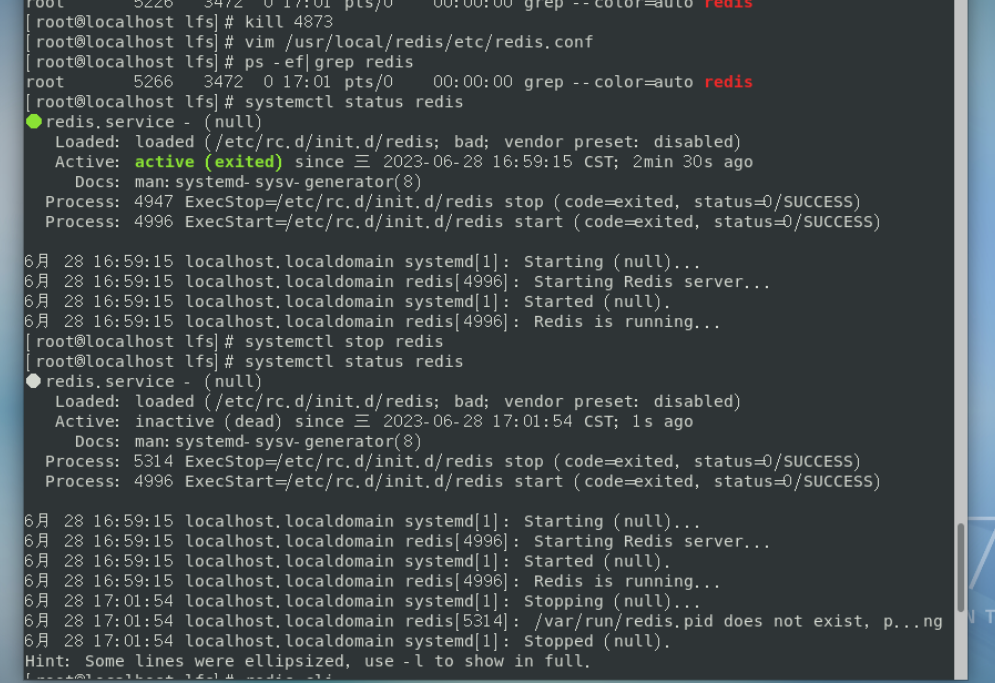 root      5226   3472  0 17:01 pts/0    00:00:00 grep --color=auto redis
[root@localhost lfs]# kill 4873
[root@localhost lfs]# vim /usr/local/redis/etc/redis.conf
[root@localhost lfs]# ps -ef|grep redis
root       5266   3472  0 17:01 pts/0    00:00:00 grep --color=auto redis
[root@localhost lfs]# systemctl status redis
●redis.service - (null)
   Loaded: loaded (/etc/rc.d/init.d/redis; bad; vendor preset: disabled)
   Active: active (exited) since 三 2023-06-28 16:59:15 CST; 2min 30s ago
     Docs: man:systemd-sysv-generator(8)
  Process: 4947 ExecStop=/etc/rc.d/init.d/redis stop (code=exited, status=0/SUCCESS)
  Process: 4996 ExecStart=/etc/rc.d/init.d/redis start (code=exited, status=0/SUCCESS)
6月 28 16:59:15 localhost.localdomain systemd[1]: Starting (null)...
6月 28 16:59:15 localhost.localdomain redis[4996]: Starting Redis server...
6月 28 16:59:15 localhost.localdomain systemd[1]: Started (null).
6月 28 16:59:15 localhost.localdomain redis[4996]: Redis is running...
[root@localhost lfs]# systemctl stop redis
[root@localhost lfs]# systemctl status redis
●redis.service - (null)
   Loaded: loaded (/etc/rc.d/init.d/redis; bad; vendor preset: disabled)
   Active: inactive (dead) since 三 2023-06-28 17:01:54 CST; 1s ago
     Docs: man:systemd-sysv-generator(8)
  Process: 5314 ExecStop=/etc/rc.d/init.d/redis stop (code=exited, status=0/SUCCESS)
  Process: 4996 ExecStart=/etc/rc.d/init.d/redis start (code=exited, status=0/SUCCESS)
6月 28 16:59:15 localhost.localdomain systemd[1]: Starting (null)...
6月 28 16:59:15 localhost.localdomain redis[4996]: Starting Redis server...
6月 28 16:59:15 localhost.localdomain systemd[1]: Started (null).
6月 28 16:59:15 localhost.localdomain redis[4996]: Redis is running...
6月 28 17:01:54 localhost.localdomain systemd[1]: Stopping (null)...
6月 28 17:01:54 localhost.localdomain redis[5314]: /var/run/redis.pid does not exist, p...ng
6月 28 17:01:54 localhost.localdomain systemd[1]: Stopped (null).
Hint: Some lines were ellipsized, use -l to show in full.
[root@localhost lfs]# redis-cli